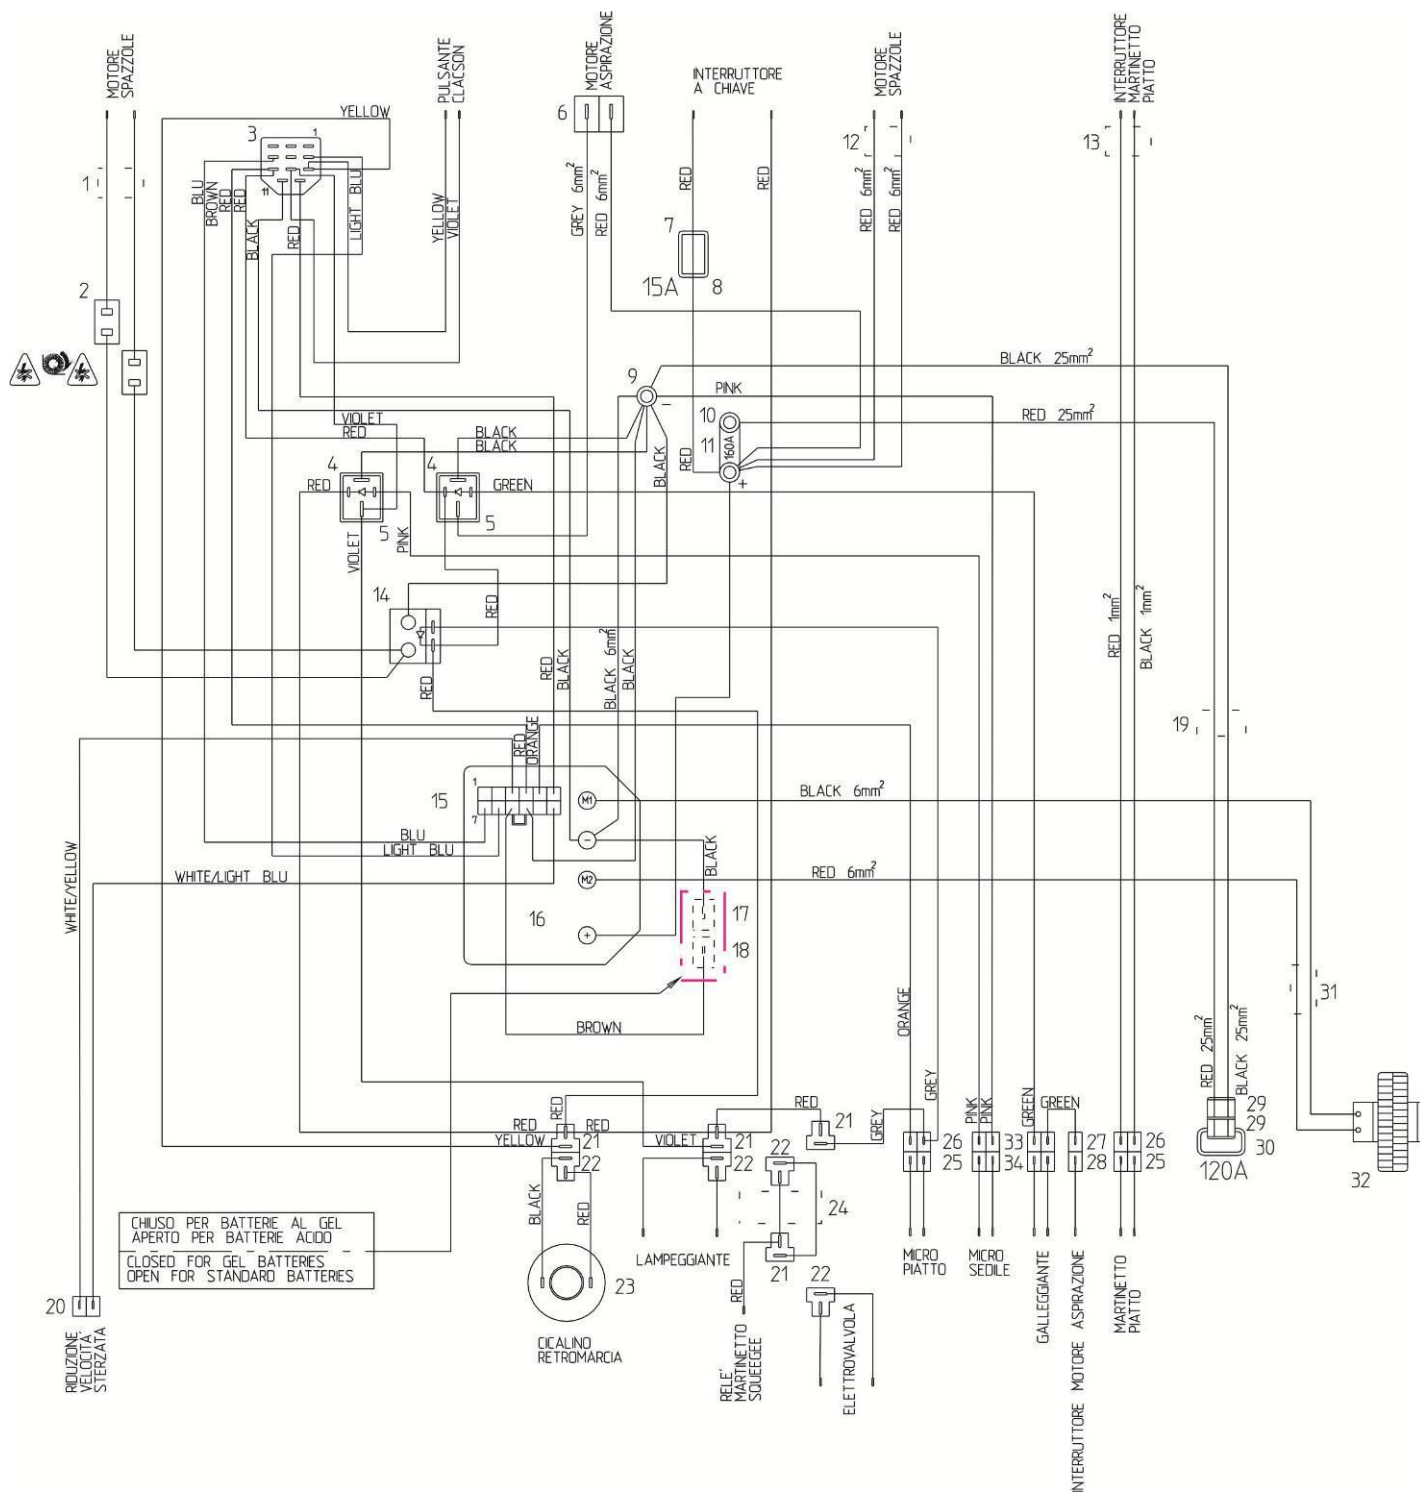 MOTORE
SPAZZOLE
PULSANTE
CLACSON
MOTORE
ASPIRAZIONE
INTERRUTTORE
A CHIAVE
MOTORE
SPAZZOLE
INTERRUTTORE
MARTINETTO
PIATTO
YELLOW
3
1
11
6
12
13
1
BLU
BROWN
RED
RED
BLACK
RED
LIGHT BLU
YELLOW
VIOLET
GREY 6mm²
RED 6mm²
RED
RED
RED 6mm²
RED 6mm²
7
15A
8
2
BLACK 25mm²
9
-
PINK
10
RED 25mm²
11
160A
+
VIOLET
RED
BLACK
BLACK
BLACK
RED
4
4
RED
GREEN
5
5
VIOLET
PINK
14
RED
RED
RED
BLACK
BLACK 6mm²
BLACK
RED 1mm²
BLACK 1mm²
19
RED
ORANGE
15
1
7
M1
BLACK 6mm²
-
BLU
LIGHT BLU
BLACK
M2
RED 6mm²
WHITE/LIGHT BLU
WHITE/YELLOW
16
+
17
18
31
BROWN
ORANGE
GREY
RED 25mm²
BLACK 25mm²
RED
RED
RED
YELLOW
VIOLET
RED
GREY
PINK
PINK
GREEN
GREEN
21
22
21
22
21
26
25
33
34
27
28
26
25
29
29
30
120A
32
BLACK
RED
22
24
21
RED
22
23
CHIUSO PER BATTERIE AL GEL
APERTO PER BATTERIE ACIDO
CLOSED FOR GEL BATTERIES
OPEN FOR STANDARD BATTERIES
20
RIDUZIONE
VELOCITA'
STERZATA
CICALINO
RETROMARCIA
LAMPEGGIANTE
RELE'
MARTINETTO
SQUEEGEE
ELETTROVALVOLA
MICRO
PIATTO
MICRO
SEDILE
GALLEGGIANTE
INTERRUTTORE MOTORE ASPIRAZIONE
MARTINETTO
PIATTO